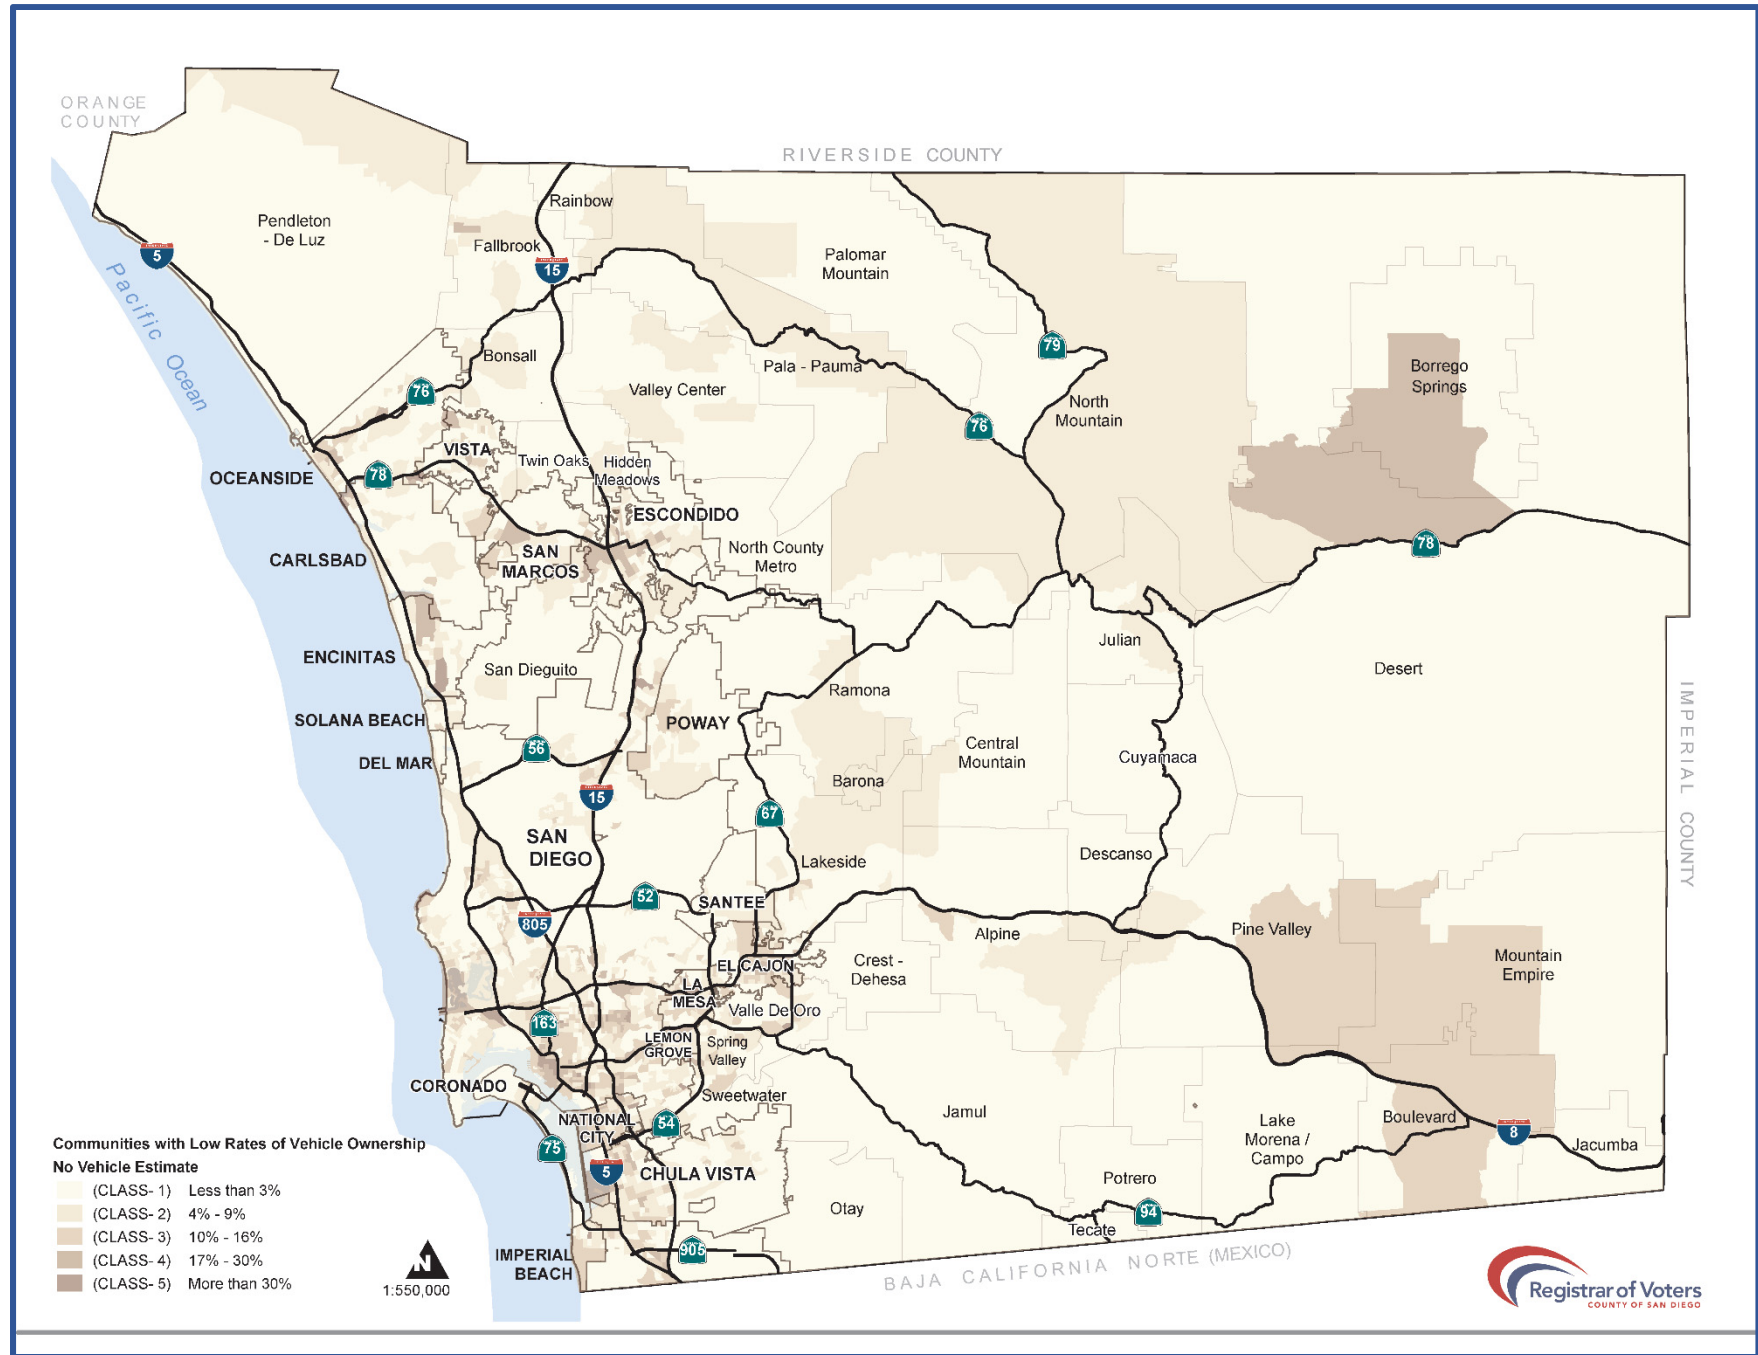 ORANGE
COUNTY
RIVERSIDE COUNTY
Rainbow
Pendleton
- De Luz
Fallbrook
5
15
Palomar
Mountain
Pacific Ocean
79
Bonsall
Pala - Pauma
Borrego
Springs
76
Valley Center
North
Mountain
76
VISTA
Twin Oaks
Hidden
Meadows
OCEANSIDE
78
ESCONDIDO
78
CARLSBAD
SAN
MARCOS
North County
Metro
Julian
ENCINITAS
San Dieguito
Desert
Ramona
IMPERIAL COUNTY
SOLANA BEACH
POWAY
56
Central
Mountain
DEL MAR
Cuyamaca
Barona
15
67
SAN
DIEGO
Descanso
Lakeside
52
SANTEE
805
Alpine
Pine Valley
EL CAJON
Crest -
Dehesa
Mountain
Empire
LA
MESA
Valle De Oro
163
LEMON
GROVE
Spring
Valley
CORONADO
Sweetwater
NATIONAL
CITY
54
Jamul
Lake
Morena /
Campo
Boulevard
8
Jacumba
75
5
CHULA VISTA
Potrero
Otay
94
Tecate
905
IMPERIAL
BEACH
BAJA CALIFORNIA NORTE (MEXICO)
Communities with Low Rates of Vehicle Ownership
No Vehicle Estimate
(CLASS- 1) Less than 3%
(CLASS- 2) 4% - 9%
(CLASS- 3) 10% - 16%
(CLASS- 4) 17% - 30%
(CLASS- 5) More than 30%
N
1:550,000
Registrar of Voters
COUNTY OF SAN DIEGO